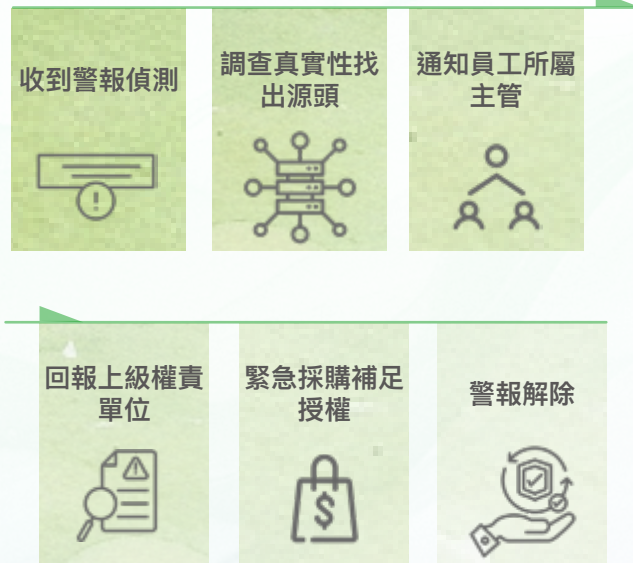 收到警報偵測
調查真實性找
出源頭
通知員工所屬
主管
回報上級權責
單位
緊急採購補足
授權
警報解除